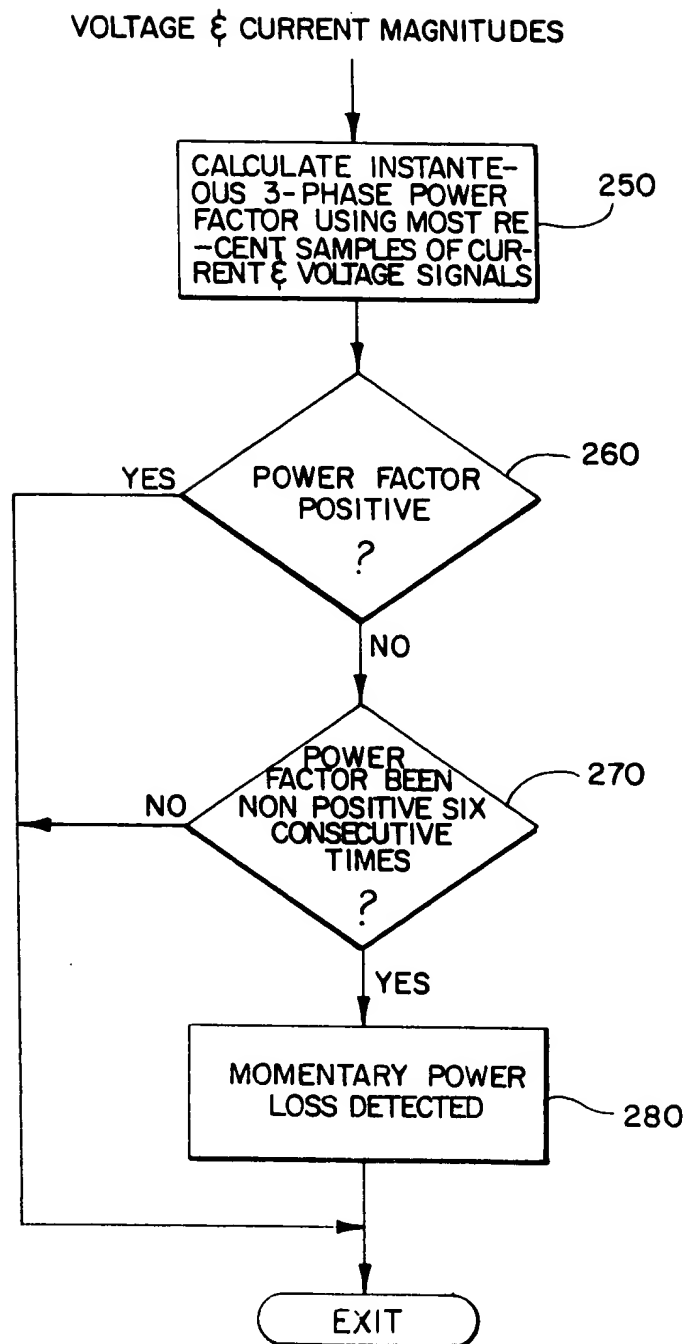 VOLTAGE & CURRENT MAGNITUDES
CALCULATE INSTANTE-
OUS 3-PHASE POWER
FACTOR USING MOST RE
-CENT SAMPLES OF CUR-
RENT & VOLTAGE SIGNALS
250
POWER FACTOR
POSITIVE
?
260
YES
NO
POWER
FACTOR BEEN
NON POSITIVE SIX
CONSECUTIVE
TIMES
?
270
NO
YES
MOMENTARY POWER
LOSS DETECTED
280
EXIT